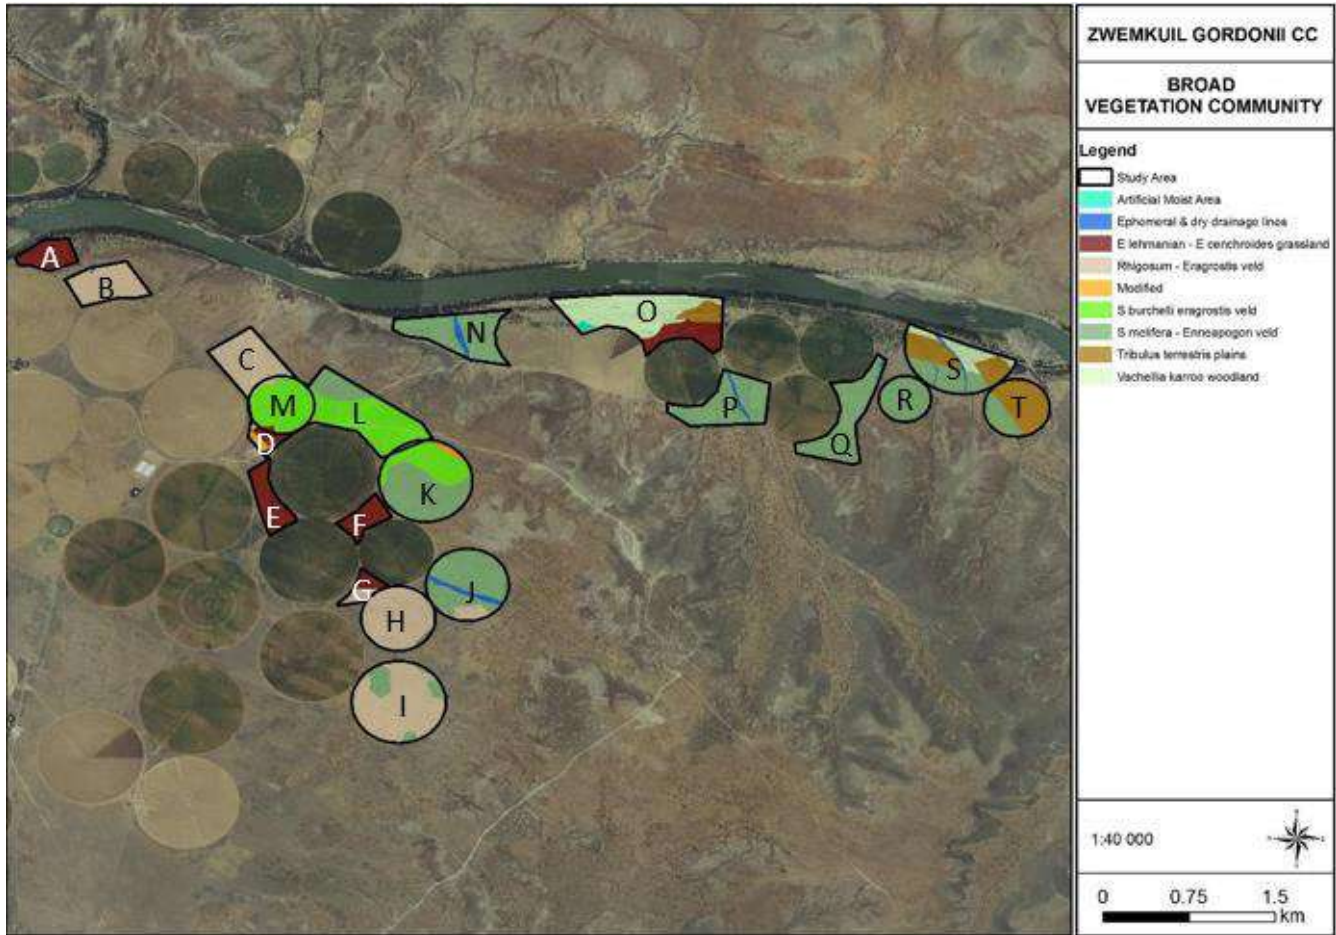 ZWEMKUIL GORDONII CC
BROAD
VEGETATION COMMUNITY
Legend
Study Area
Artificial Moist Area
Ephemeral & dry drainage lines
E lehmanian - E cenchroides grassland
Rhigosum - Eragrostis veld
Modified
S burchelli eragrostis veld
S melifera - Enneapogon veld
Tribulus terrestris plains
Vachellia karroo woodland
A
B
C
M
L
D
E
F
K
G
H
J
I
N
O
P
Q
R
S
T
1:40 000
0 0.75 1.5
km